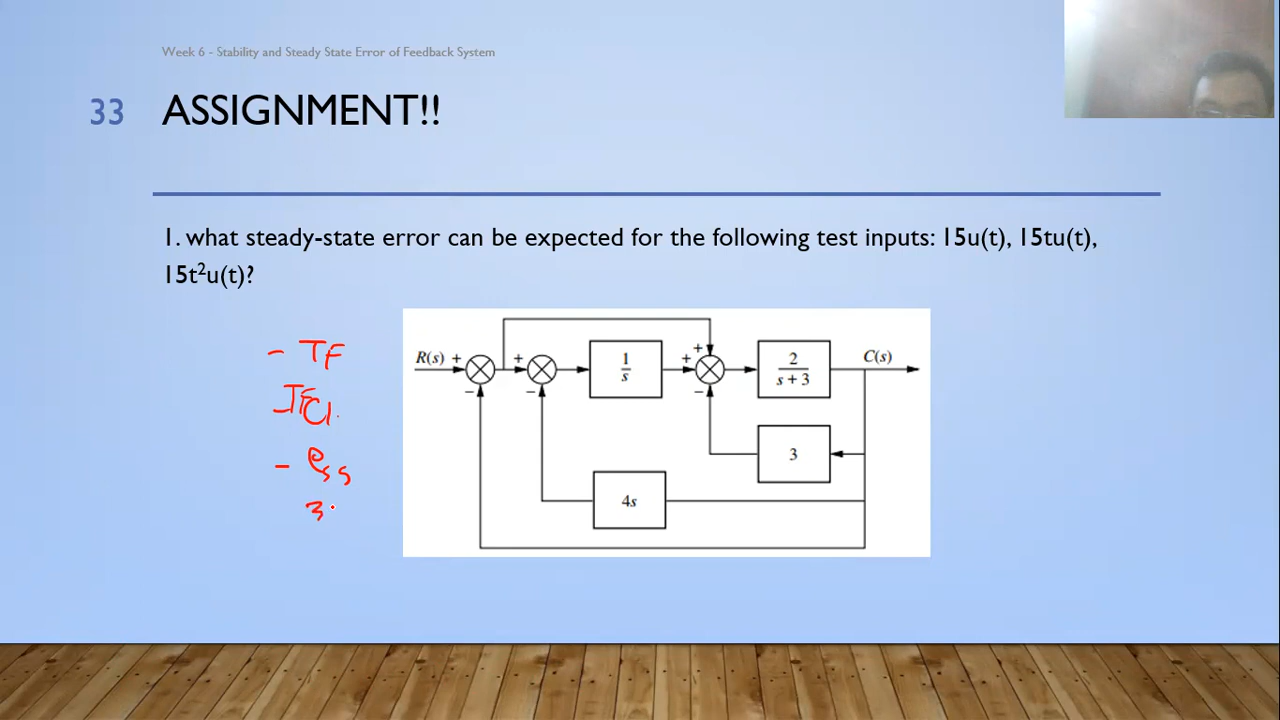 Week 6 - Stability and Steady State Error of Feedback System
33 ASSIGNMENT!!
1. what steady-state error can be expected for the following test inputs: 15u(t), 15tu(t),
15t²u(t)?
- TF
- TFCl.
- ess
3
R(s) + + 1/s + + 2/(s + 3) C(s)
- - -
3
4s